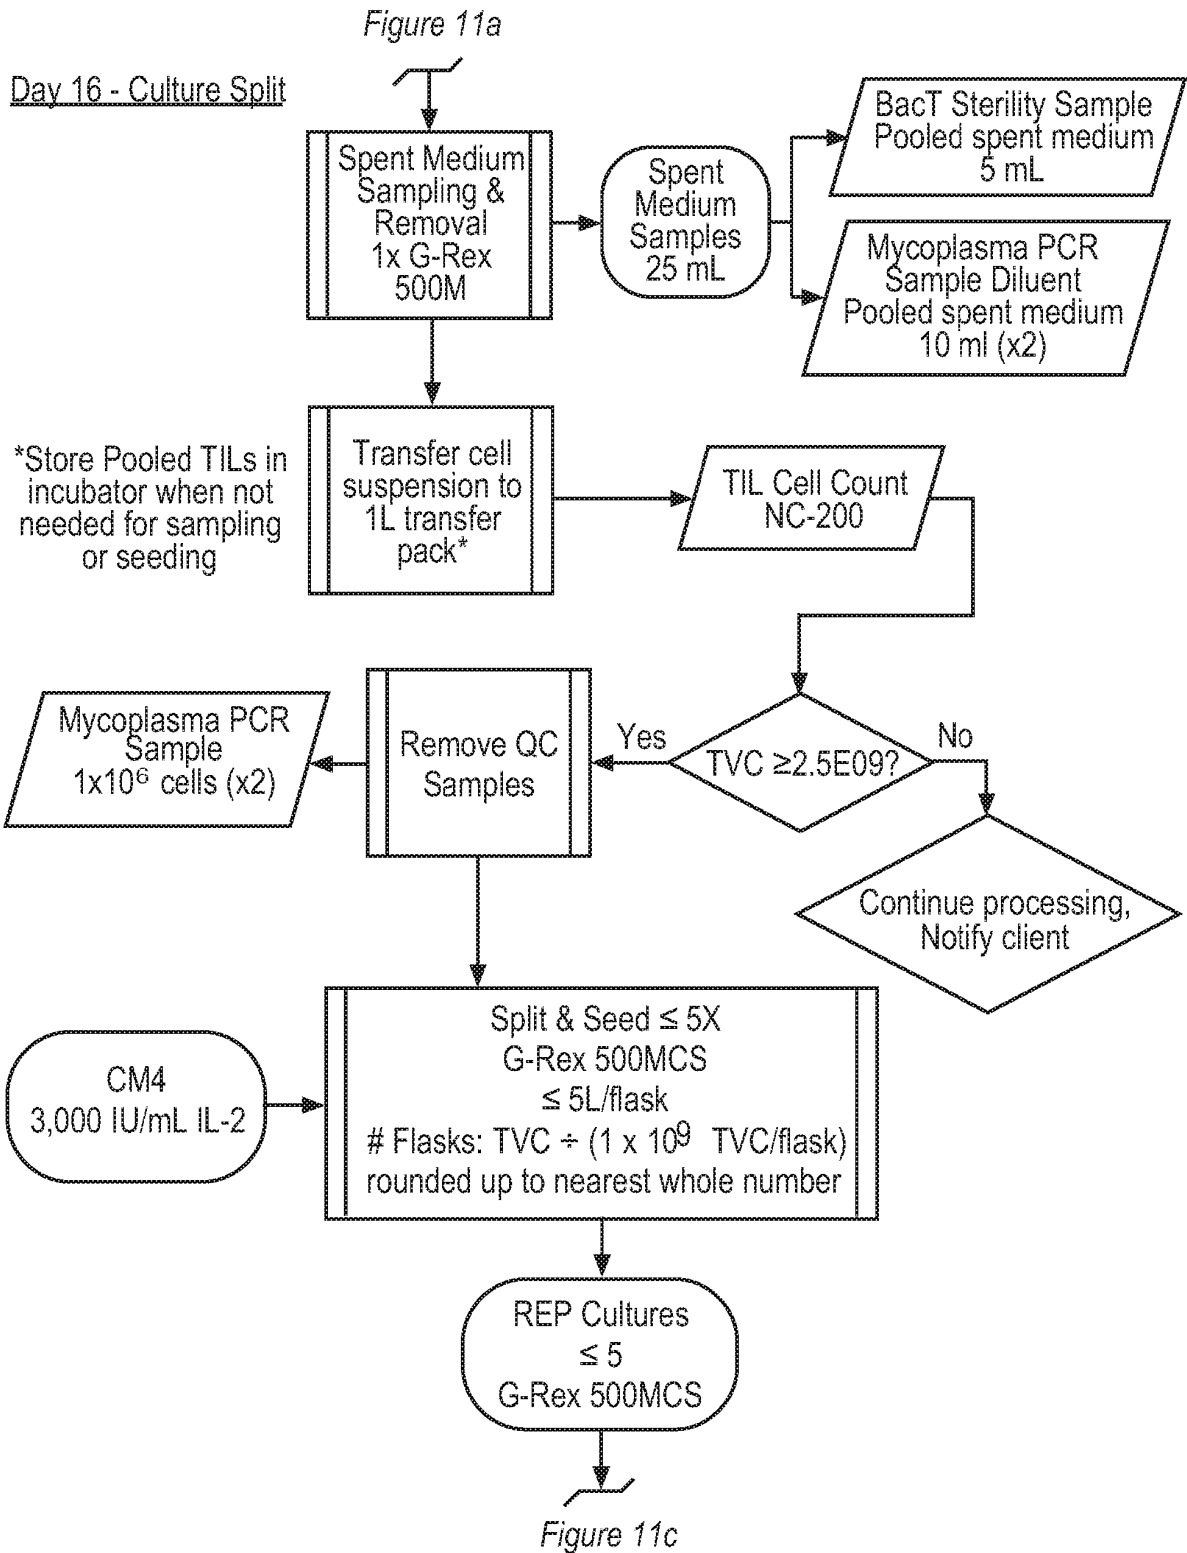 Figure 11a
Day 16 - Culture Split
Spent Medium
Sampling &
Removal
1x G-Rex
500M
Spent
Medium
Samples
25 mL
BacT Sterility Sample
Pooled spent medium
5 mL
Mycoplasma PCR
Sample Diluent
Pooled spent medium
10 ml (x2)
*Store Pooled TILs in
incubator when not
needed for sampling
or seeding
Transfer cell
suspension to
1L transfer
pack*
TIL Cell Count
NC-200
TVC ≥2.5E09?
Yes
No
Remove QC
Samples
Mycoplasma PCR
Sample
1x10⁶ cells (x2)
Continue processing,
Notify client
Split & Seed ≤ 5X
G-Rex 500MCS
≤ 5L/flask
# Flasks: TVC ÷ (1 x 10⁹ TVC/flask)
rounded up to nearest whole number
CM4
3,000 IU/mL IL-2
REP Cultures
≤ 5
G-Rex 500MCS
Figure 11c